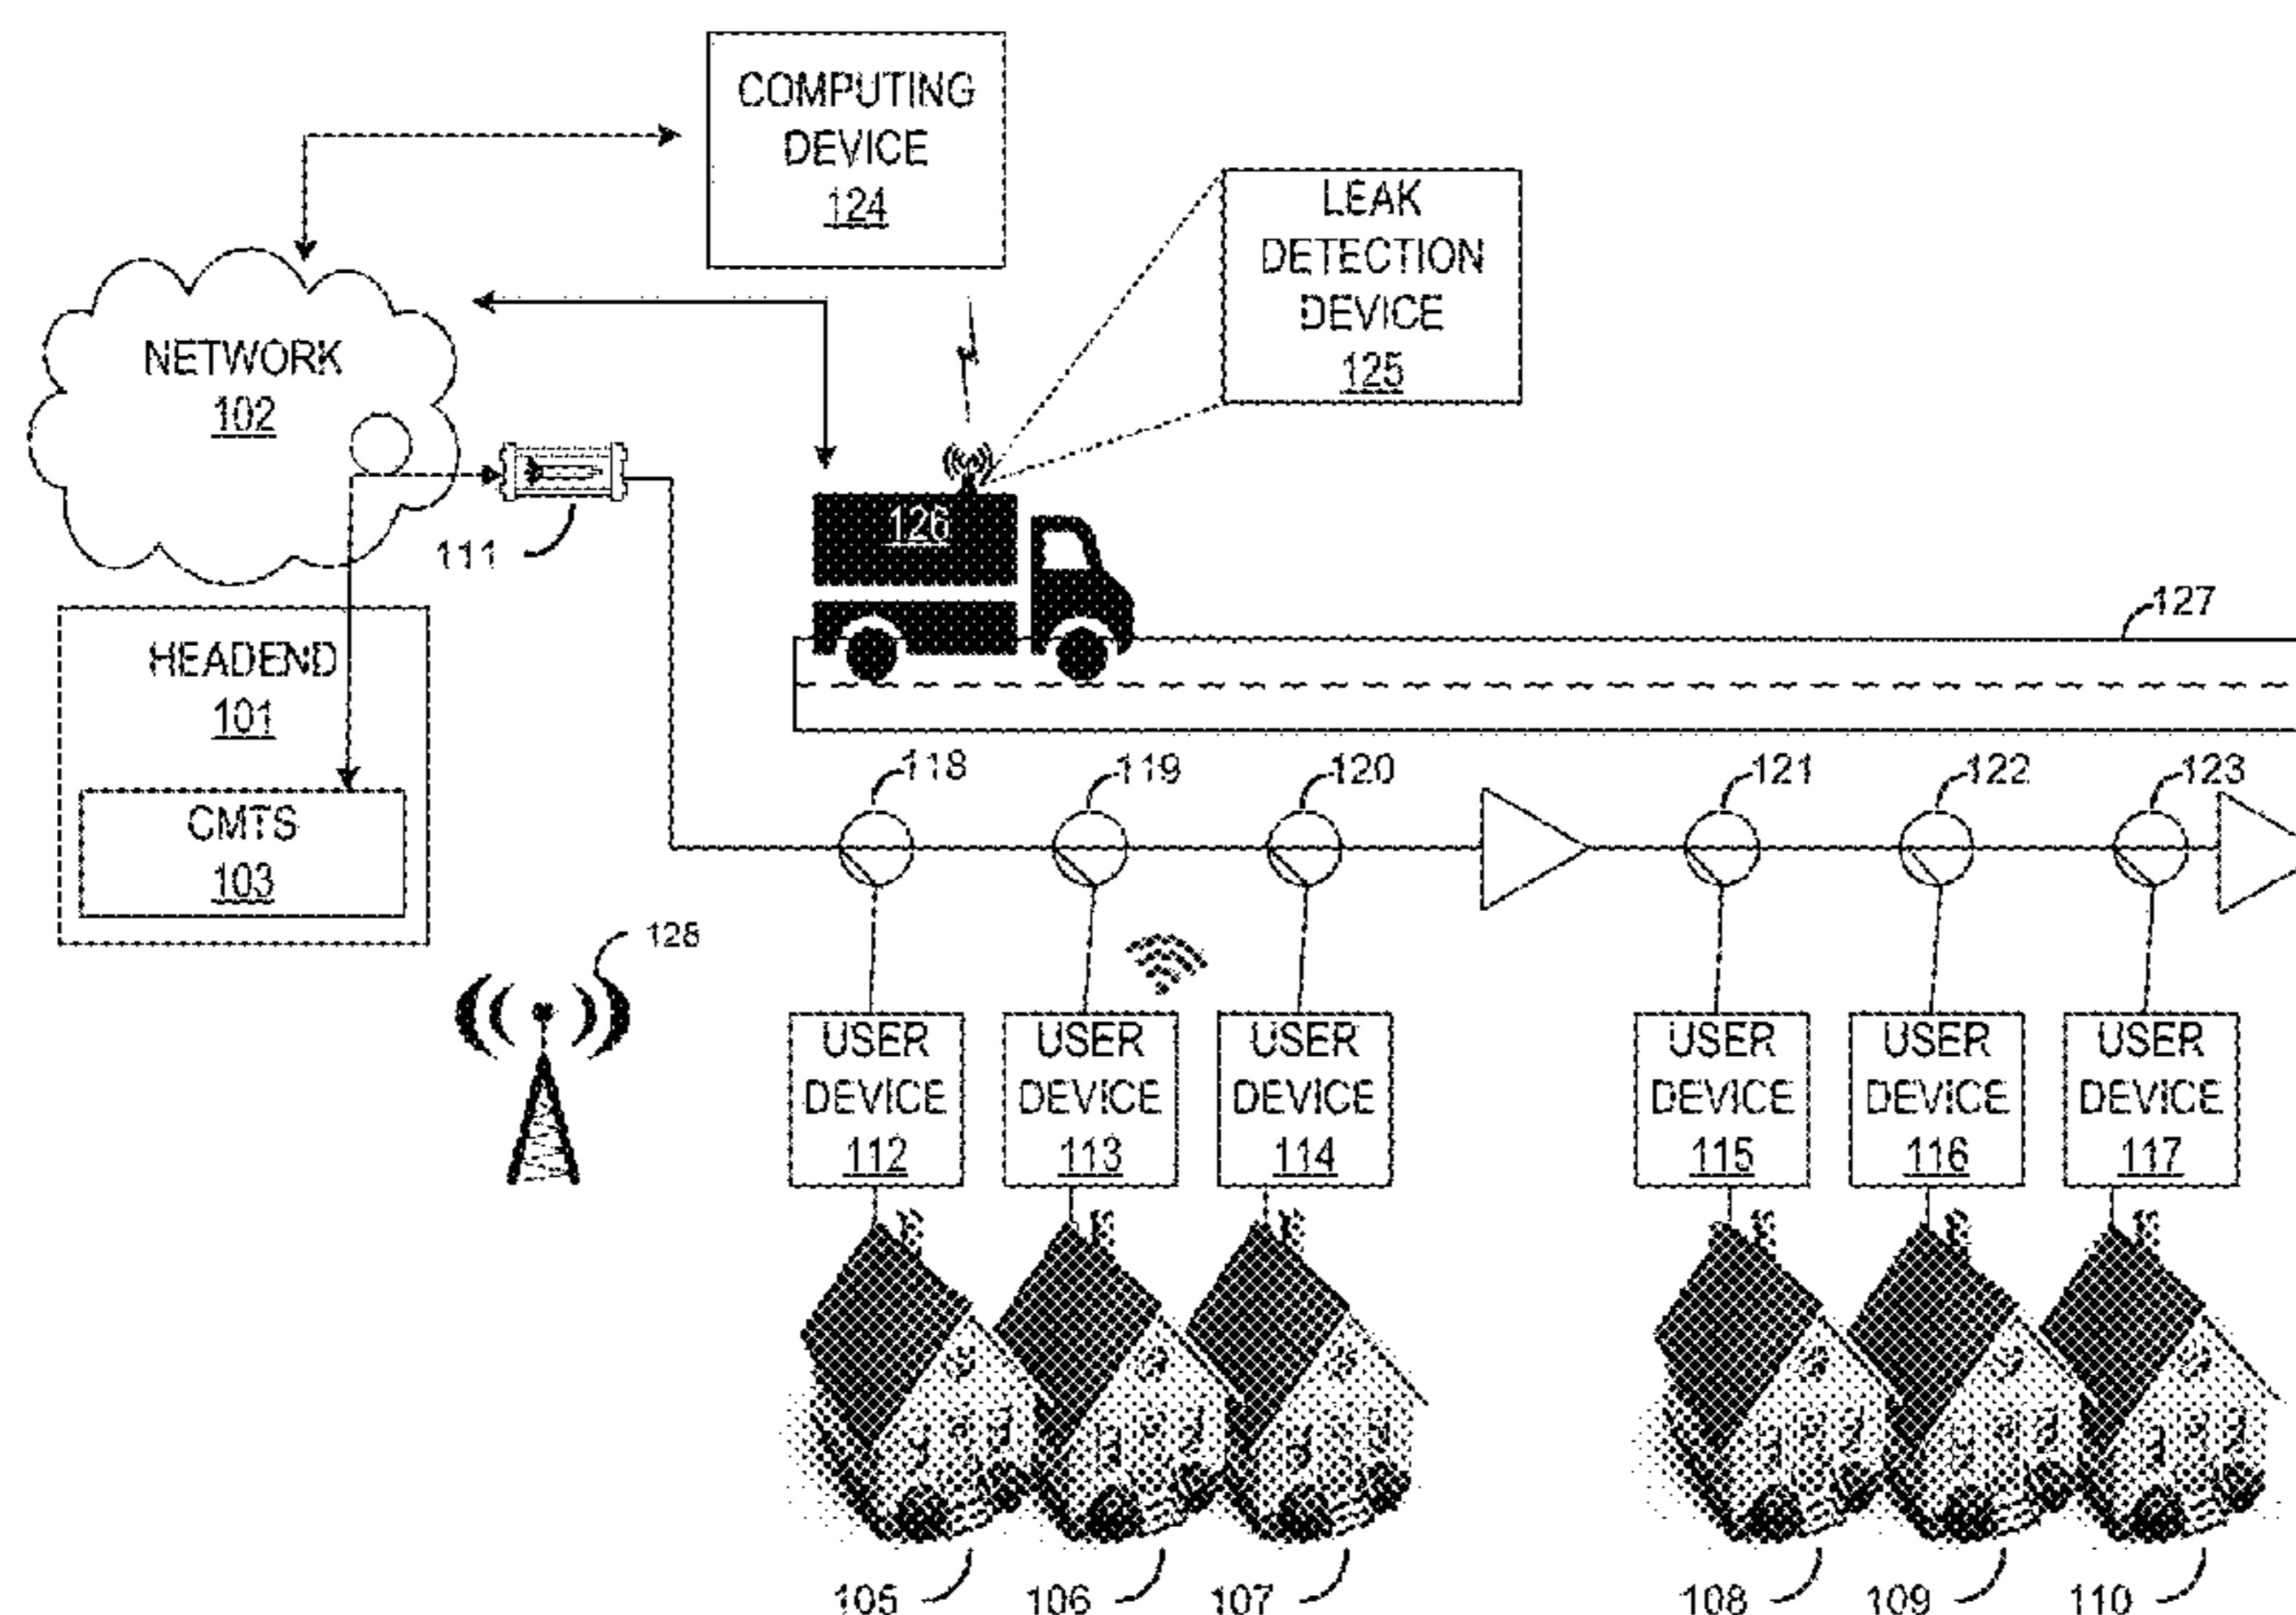 COMPUTING
DEVICE
124
LEAK
DETECTION
DEVICE
125
NETWORK
102
111
126
127
HEADEND
101
CMTS
103
118
119
120
121
122
123
128
USER
DEVICE
112
USER
DEVICE
113
USER
DEVICE
114
USER
DEVICE
115
USER
DEVICE
116
USER
DEVICE
117
105
106
107
108
109
110